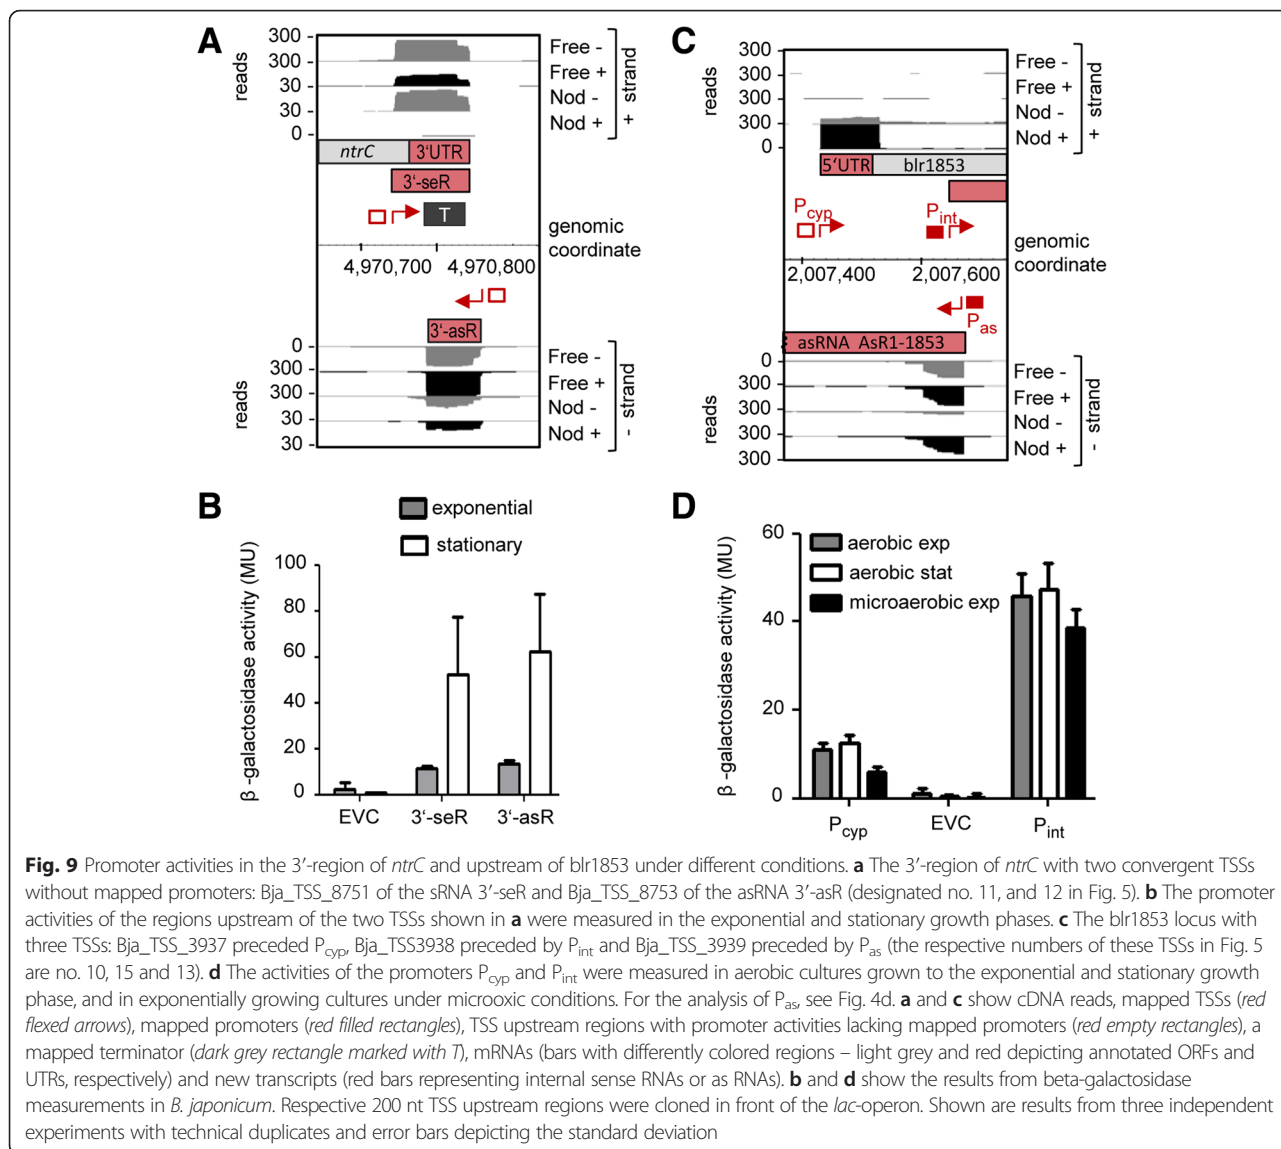 A
reads
300 -
300 -
30 -
30 -
0 -
Free -
Free +
Nod -
Nod +
+ strand
ntrC
3‘UTR
3‘-seR
T
genomic
coordinate
4,970,700
4,970,800
3‘-asR
reads
0 -
300 -
300 -
30 -
30 -
Free -
Free +
Nod -
Nod +
- strand
C
reads
300 -
300 -
300 -
300 -
0 -
Free -
Free +
Nod -
Nod +
+ strand
5‘UTR
blr1853
Pcyp
Pint
genomic
coordinate
2,007,400
2,007,600
Pas
asRNA AsR1-1853
reads
0 -
300 -
300 -
300 -
300 -
Free -
Free +
Nod -
Nod +
- strand
B
exponential
stationary
β -galactosidase activity (MU)
100
80
60
40
20
0
EVC
3‘-seR
3‘-asR
D
aerobic exp
aerobic stat
microaerobic exp
β -galactosidase activity (MU)
60
40
20
0
Pcyp
EVC
Pint
Fig. 9 Promoter activities in the 3′-region of ntrC and upstream of blr1853 under different conditions. a The 3′-region of ntrC with two convergent TSSs
without mapped promoters: Bja_TSS_8751 of the sRNA 3′-seR and Bja_TSS_8753 of the asRNA 3′-asR (designated no. 11, and 12 in Fig. 5). b The promoter
activities of the regions upstream of the two TSSs shown in a were measured in the exponential and stationary growth phases. c The blr1853 locus with
three TSSs: Bja_TSS_3937 preceded Pcyp, Bja_TSS3938 preceded by Pint and Bja_TSS_3939 preceded by Pas (the respective numbers of these TSSs in Fig. 5
are no. 10, 15 and 13). d The activities of the promoters Pcyp and Pint were measured in aerobic cultures grown to the exponential and stationary growth
phase, and in exponentially growing cultures under microoxic conditions. For the analysis of Pas, see Fig. 4d. a and c show cDNA reads, mapped TSSs (red
flexed arrows), mapped promoters (red filled rectangles), TSS upstream regions with promoter activities lacking mapped promoters (red empty rectangles), a
mapped terminator (dark grey rectangle marked with T), mRNAs (bars with differently colored regions – light grey and red depicting annotated ORFs and
UTRs, respectively) and new transcripts (red bars representing internal sense RNAs or as RNAs). b and d show the results from beta-galactosidase
measurements in B. japonicum. Respective 200 nt TSS upstream regions were cloned in front of the lac-operon. Shown are results from three independent
experiments with technical duplicates and error bars depicting the standard deviation